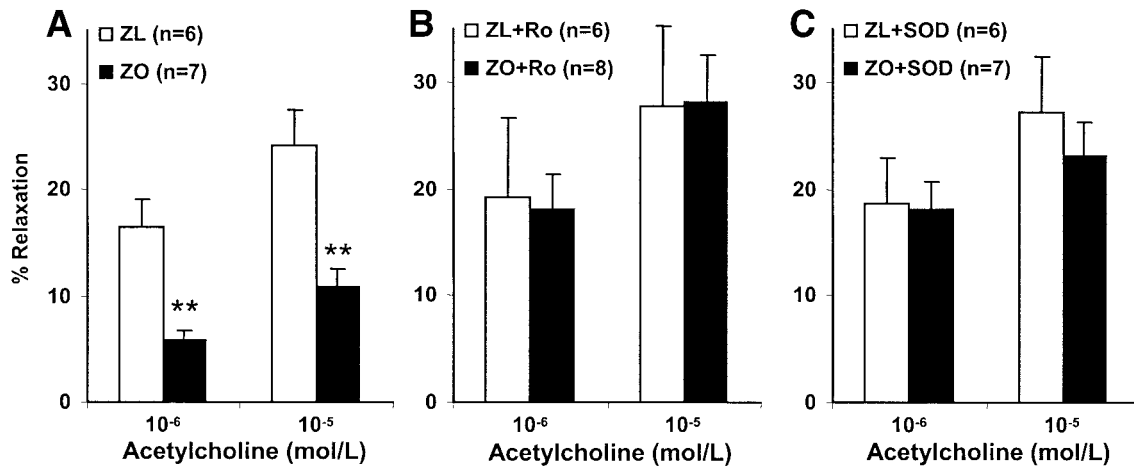 A
ZL (n=6)
ZO (n=7)
% Relaxation
30
20
10
0
**
**
10-6
10-5
Acetylcholine (mol/L)
B
ZL+Ro (n=6)
ZO+Ro (n=8)
30
20
10
0
10-6
10-5
Acetylcholine (mol/L)
C
ZL+SOD (n=6)
ZO+SOD (n=7)
30
20
10
0
10-6
10-5
Acetylcholine (mol/L)